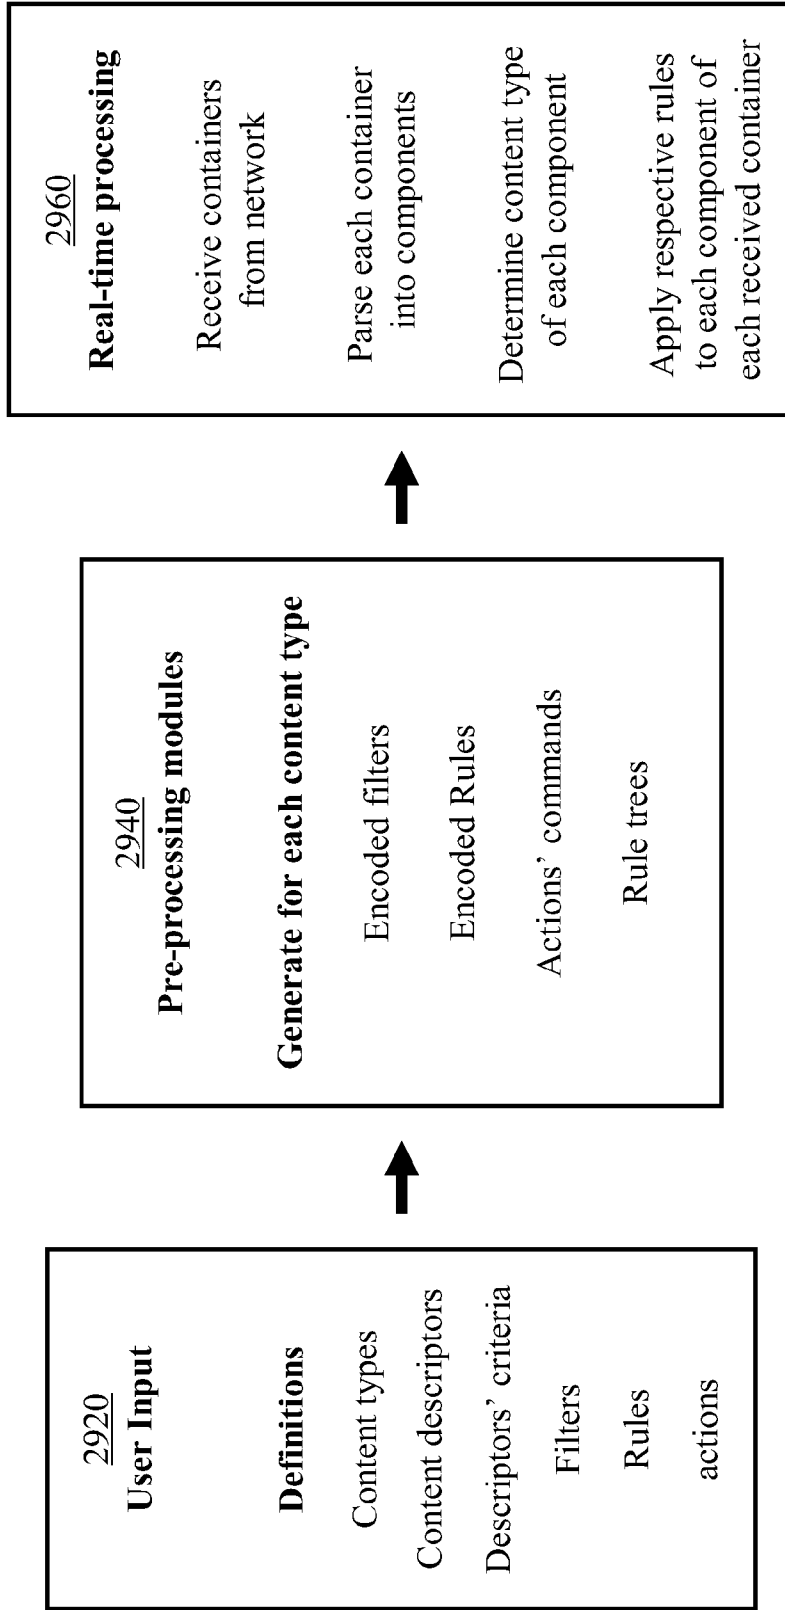 2920
User Input
Definitions
Content types
Content descriptors
Descriptors’ criteria
Filters
Rules
actions
2940
Pre-processing modules
Generate for each content type
Encoded filters
Encoded Rules
Actions’ commands
Rule trees
2960
Real-time processing
Receive containers
from network
Parse each container
into components
Determine content type
of each component
Apply respective rules
to each component of
each received container